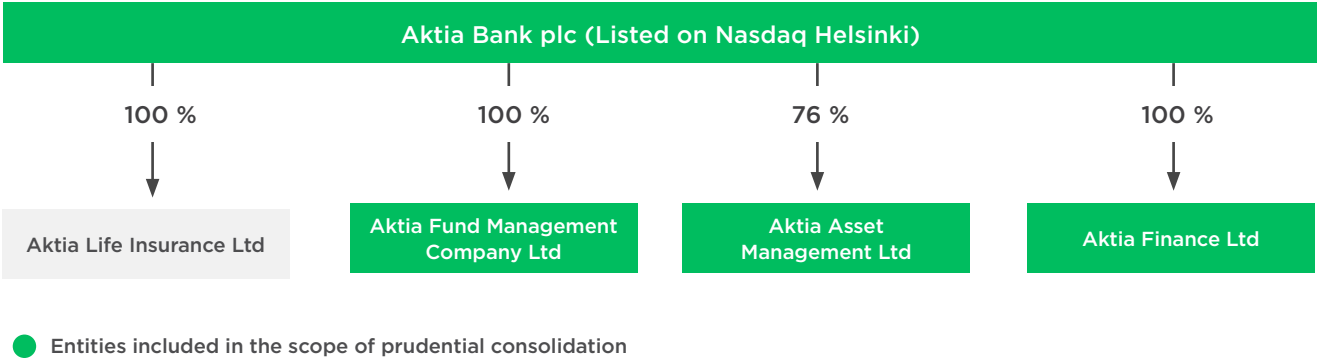 Aktia Bank plc (Listed on Nasdaq Helsinki)
100 %
100 %
76 %
100 %
Aktia Life Insurance Ltd
Aktia Fund Management
Company Ltd
Aktia Asset
Management Ltd
Aktia Finance Ltd
Entities included in the scope of prudential consolidation